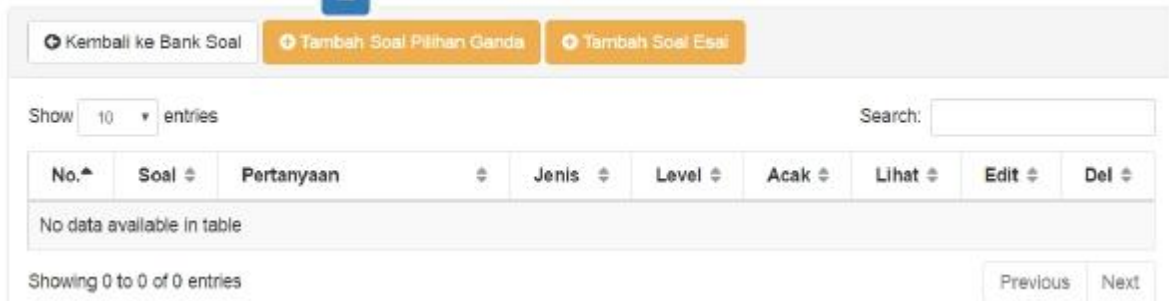 Kembali ke Bank Soal Tambah Soal Pilihan Ganda Tambah Soal Esai
Show 10 entries Search:
No. Soal Pertanyaan Jenis Level Acak Lihat Edit Del
No data available in table
Showing 0 to 0 of 0 entries Previous Next